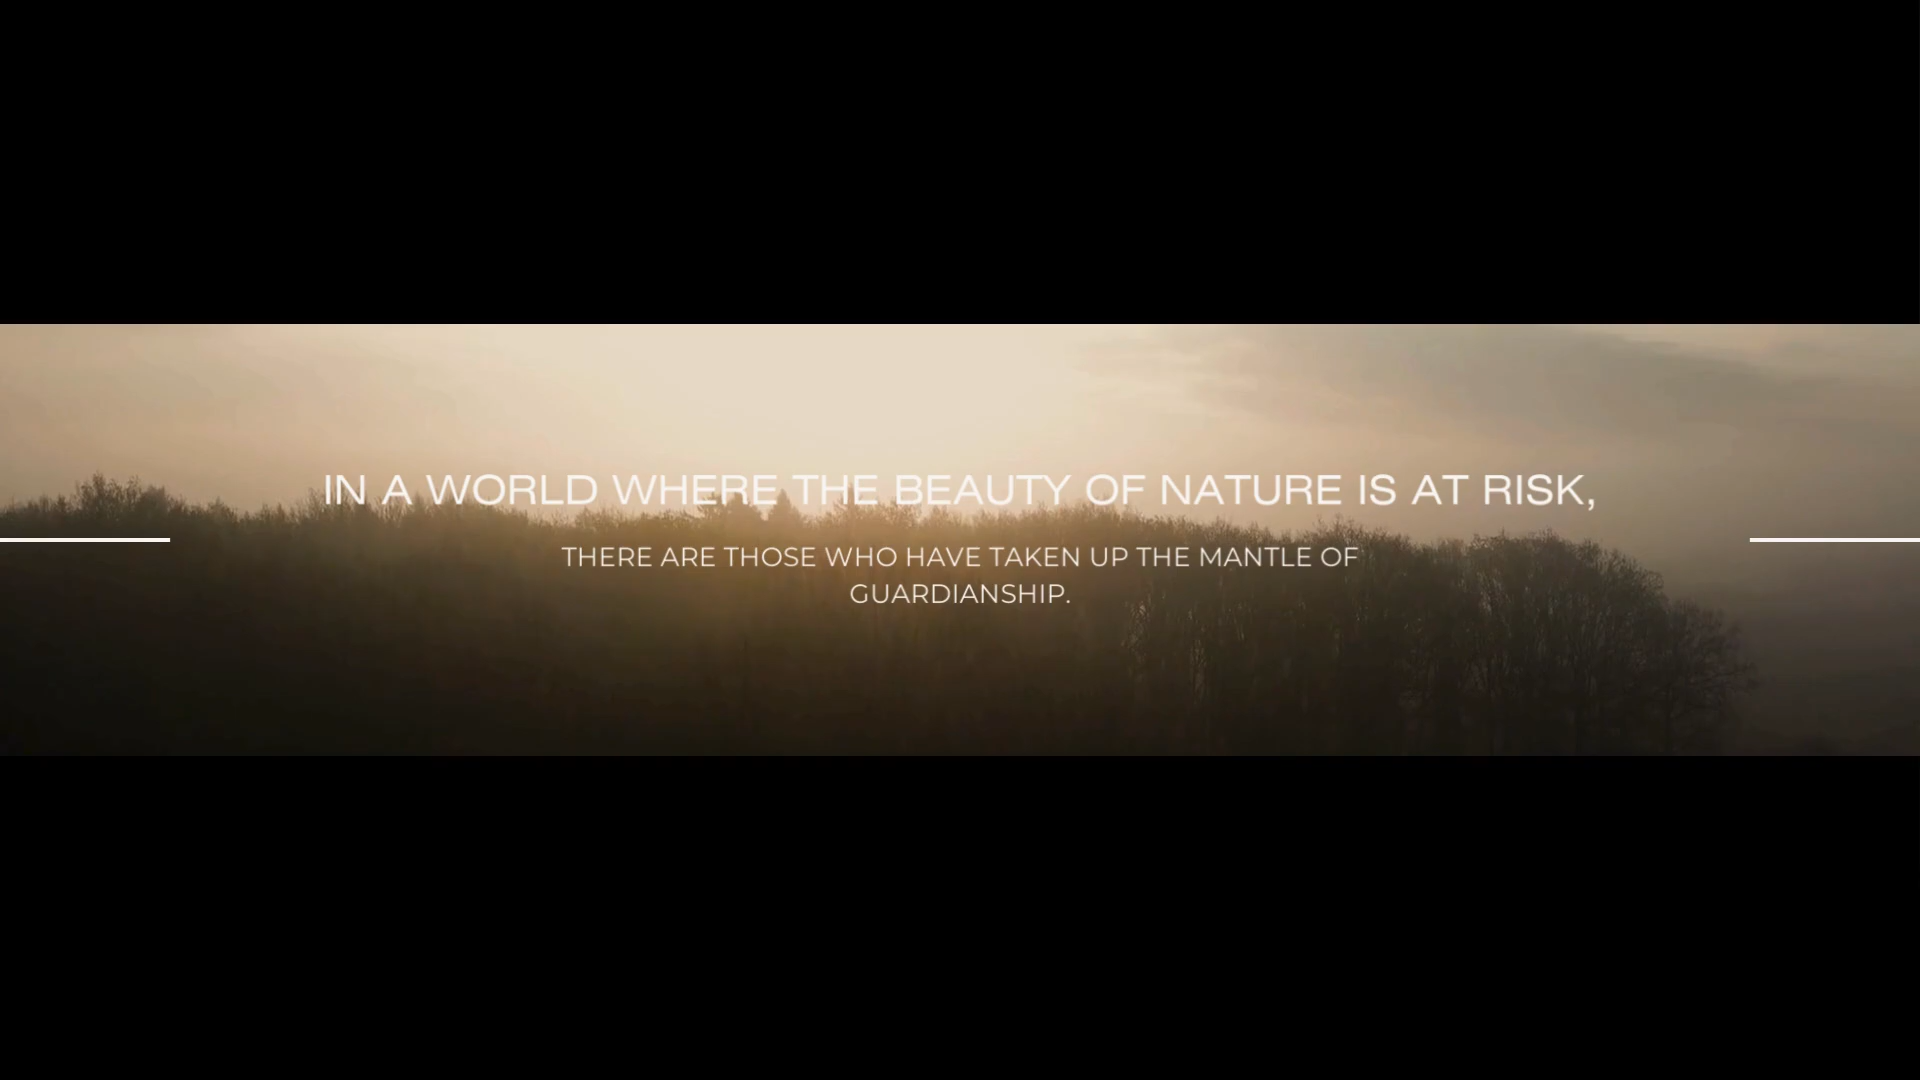 IN A WORLD WHERE THE BEAUTY OF NATURE IS AT RISK,
THERE ARE THOSE WHO HAVE TAKEN UP THE MANTLE OF
GUARDIANSHIP.